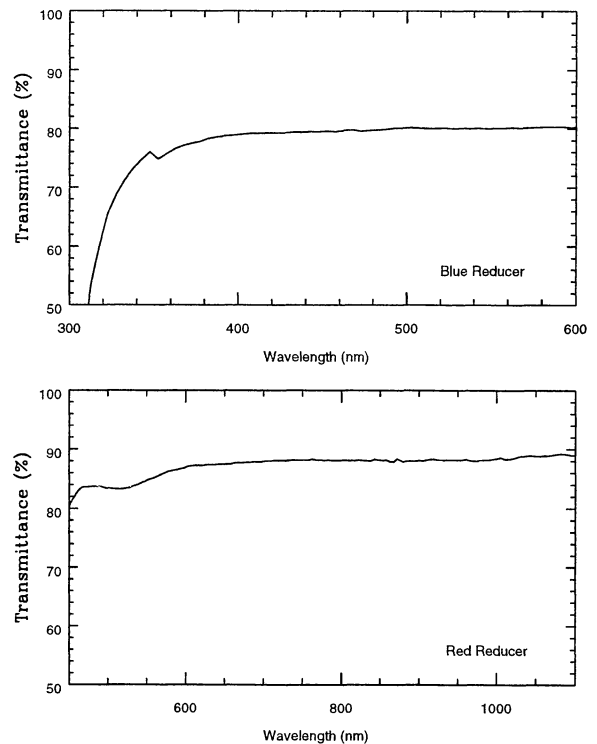 100
90
80
70
60
50
Transmittance (%)
Blue Reducer
300 400 500 600
Wavelength (nm)
100
90
80
70
60
50
Transmittance (%)
Red Reducer
600 800 1000
Wavelength (nm)